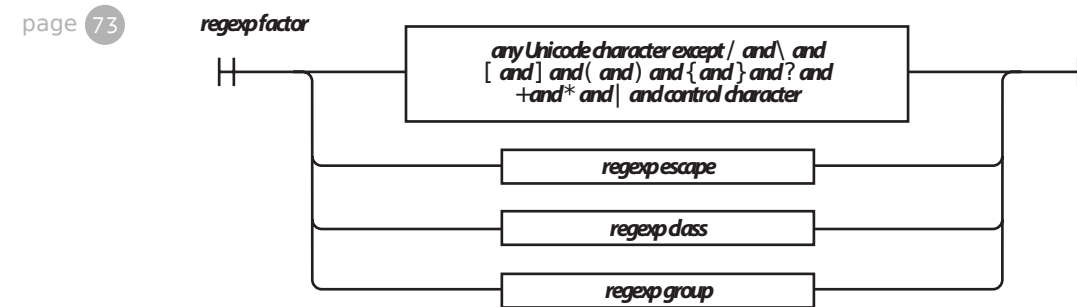 page 73
regexp factor
any Unicode character except / and \ and
[ and ] and ( and ) and { and } and ? and
+ and * and | and control character
regexp escape
regexp class
regexp group